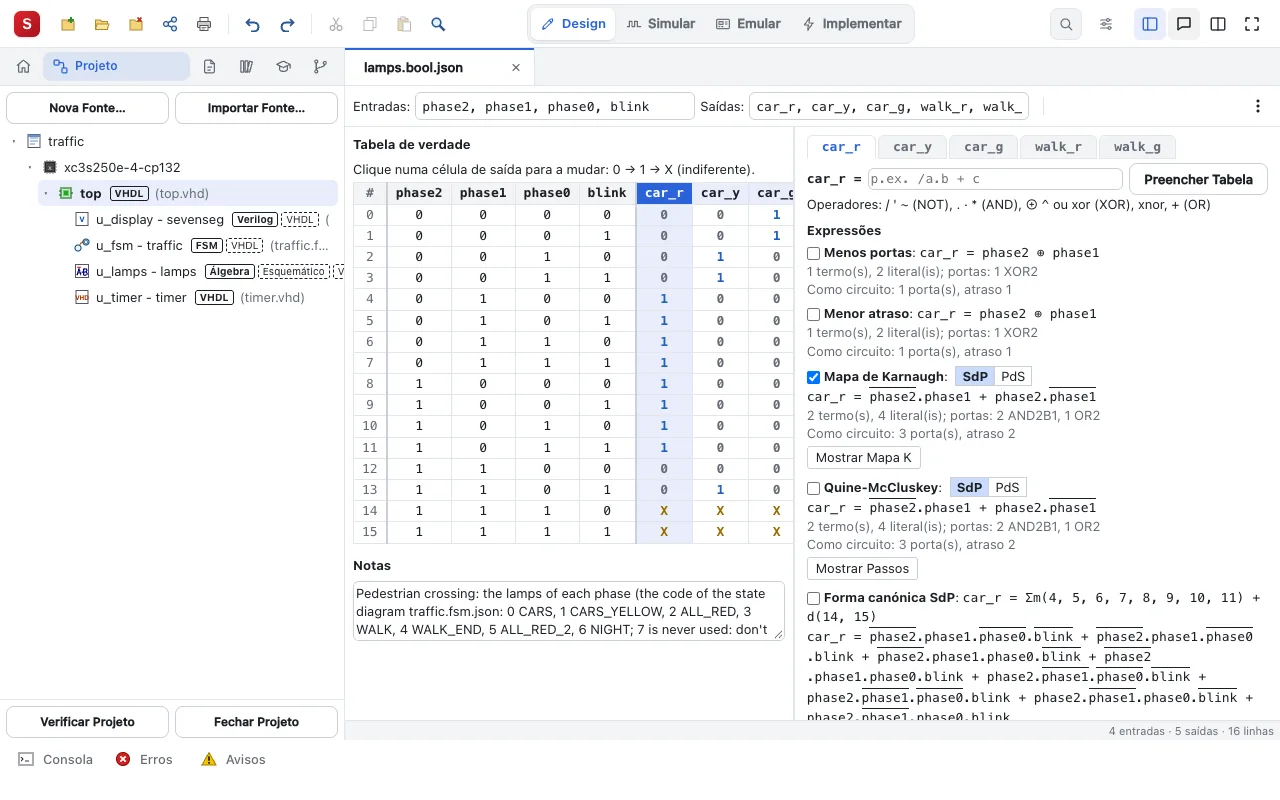 S
Design
Simular
Emular
Implementar
Projeto
lamps.bool.json
Nova Fonte...
Importar Fonte...
Entradas: phase2, phase1, phase0, blink
Saídas: car_r, car_y, car_g, walk_r, walk_
traffic
xc3s250e-4-cp132
top VHDL (top.vhd)
u_display - sevenseg Verilog VHDL (
u_fsm - traffic FSM VHDL (traffic.f...
u_lamps - lamps Álgebra Esquemático V
u_timer - timer VHDL (timer.vhd)
Verificar Projeto
Fechar Projeto
Tabela de verdade
Clique numa célula de saída para a mudar: 0 → 1 → X (indiferente).
# phase2 phase1 phase0 blink car_r car_y car_g
0 0 0 0 0 0 0 1
1 0 0 0 1 0 0 1
2 0 0 1 0 0 1 0
3 0 0 1 1 0 1 0
4 0 1 0 0 1 0 0
5 0 1 0 1 1 0 0
6 0 1 1 0 1 0 0
7 0 1 1 1 1 0 0
8 1 0 0 0 1 0 0
9 1 0 0 1 1 0 0
10 1 0 1 0 1 0 0
11 1 0 1 1 1 0 0
12 1 1 0 0 0 0 0
13 1 1 0 1 0 1 0
14 1 1 1 0 X X X
15 1 1 1 1 X X X
Notas
Pedestrian crossing: the lamps of each phase (the code of the state
diagram traffic.fsm.json: 0 CARS, 1 CARS_YELLOW, 2 ALL_RED, 3
WALK, 4 WALK_END, 5 ALL_RED_2, 6 NIGHT; 7 is never used: don't
car_r car_y car_g walk_r walk_g
car_r = p.ex. /a.b + c
Preencher Tabela
Operadores: / ' ~ (NOT), . · * (AND), ⊕ ^ ou xor (XOR), xnor, + (OR)
Expressões
Menos portas: car_r = phase2 ⊕ phase1
1 termo(s), 2 literal(is); portas: 1 XOR2
Como circuito: 1 porta(s), atraso 1
Menor atraso: car_r = phase2 ⊕ phase1
1 termo(s), 2 literal(is); portas: 1 XOR2
Como circuito: 1 porta(s), atraso 1
Mapa de Karnaugh: SdP PdS
car_r = p̅h̅a̅s̅e̅2̅.phase1 + phase2.p̅h̅a̅s̅e̅1̅
2 termo(s), 4 literal(is); portas: 2 AND2B1, 1 OR2
Como circuito: 3 porta(s), atraso 2
Mostrar Mapa K
Quine-McCluskey: SdP PdS
car_r = p̅h̅a̅s̅e̅2̅.phase1 + phase2.p̅h̅a̅s̅e̅1̅
2 termo(s), 4 literal(is); portas: 2 AND2B1, 1 OR2
Como circuito: 3 porta(s), atraso 2
Mostrar Passos
Forma canónica SdP: car_r = Σm(4, 5, 6, 7, 8, 9, 10, 11) +
d(14, 15)
car_r = p̅h̅a̅s̅e̅2̅.phase1.p̅h̅a̅s̅e̅0̅.b̅l̅i̅n̅k̅ + p̅h̅a̅s̅e̅2̅.phase1.p̅h̅a̅s̅e̅0̅
.blink + p̅h̅a̅s̅e̅2̅.phase1.phase0.b̅l̅i̅n̅k̅ + p̅h̅a̅s̅e̅2̅
.phase1.phase0.blink + phase2.p̅h̅a̅s̅e̅1̅.p̅h̅a̅s̅e̅0̅.b̅l̅i̅n̅k̅ +
phase2.p̅h̅a̅s̅e̅1̅.p̅h̅a̅s̅e̅0̅.blink + phase2.p̅h̅a̅s̅e̅1̅.phase0.b̅l̅i̅n̅k̅ +
phase2.p̅h̅a̅s̅e̅1̅.phase0.blink
4 entradas · 5 saídas · 16 linhas
Consola
Erros
Avisos